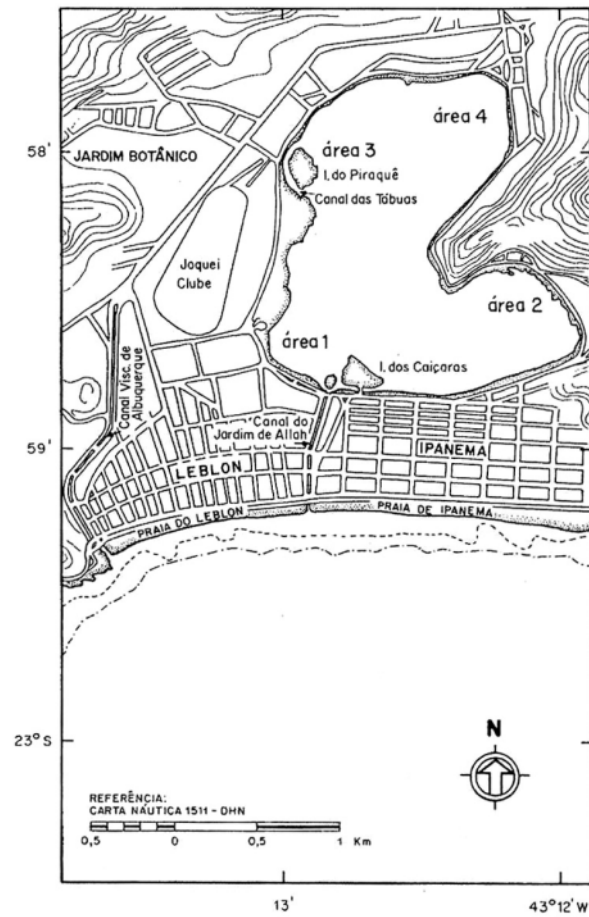 58'
JARDIM BOTÂNICO
área 4
área 3
I. do Piraquê
Canal das Tábuas
Joquei
Clube
área 2
área 1
I. dos Caiçaras
Canal Visc. de
Albuquerque
59'
Canal do
Jardim de Allah
LEBLON
IPANEMA
PRAIA DO LEBLON
PRAIA DE IPANEMA
23° S
N
REFERÊNCIA:
CARTA NÁUTICA 1511 - DHN
0,5 0 0,5 1 Km
13'
43°12' W